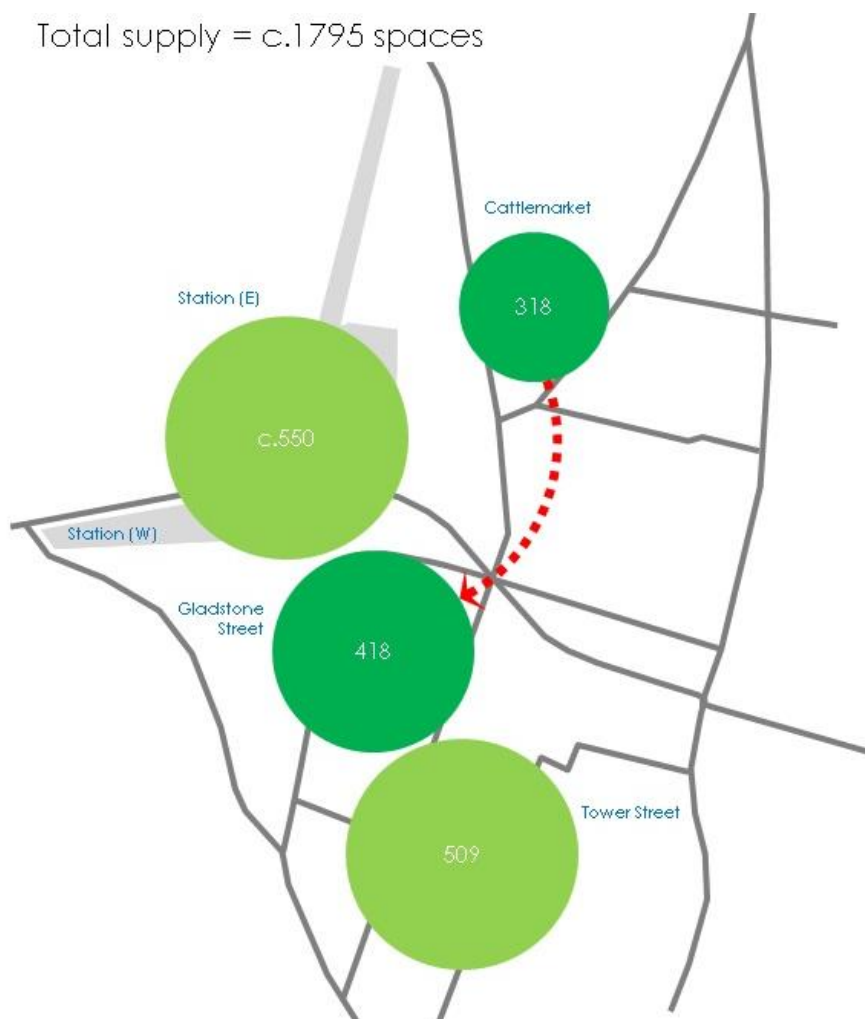 Total supply = c.1795 spaces
Cattlemarket
318
Station (E)
c.550
Station (W)
Gladstone
Street
418
Tower Street
509